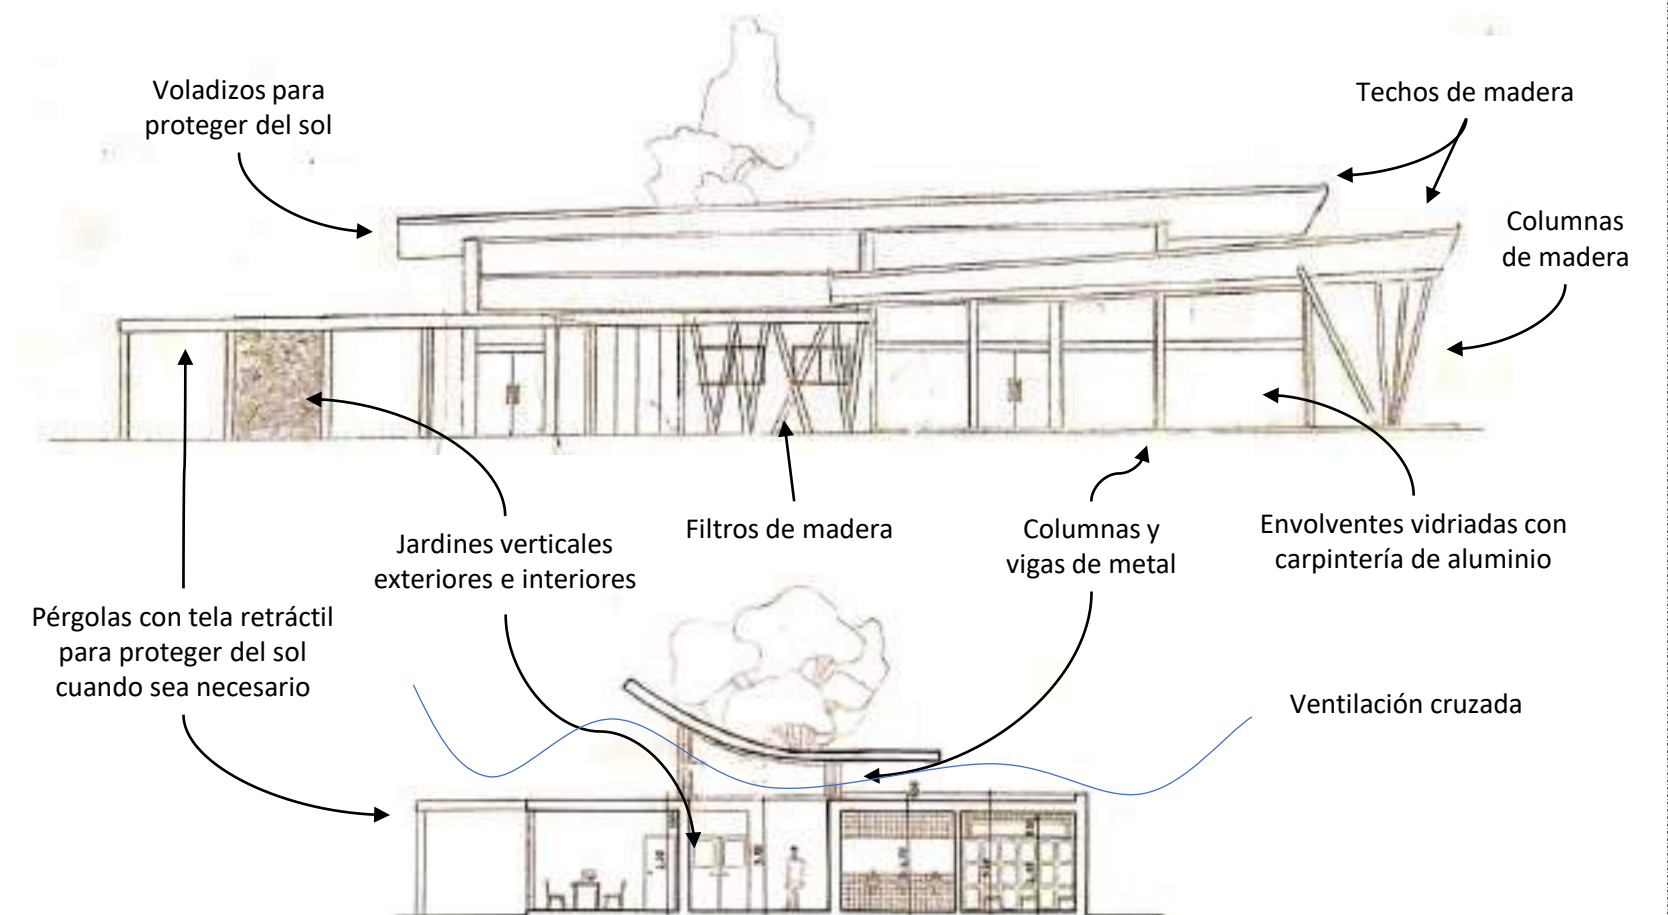 Voladizos para
proteger del sol
Techos de madera
Columnas
de madera
Jardines verticales
exteriores e interiores
Filtros de madera
Columnas y
vigas de metal
Envolventes vidriadas con
carpintería de aluminio
Pérgolas con tela retráctil
para proteger del sol
cuando sea necesario
Ventilación cruzada